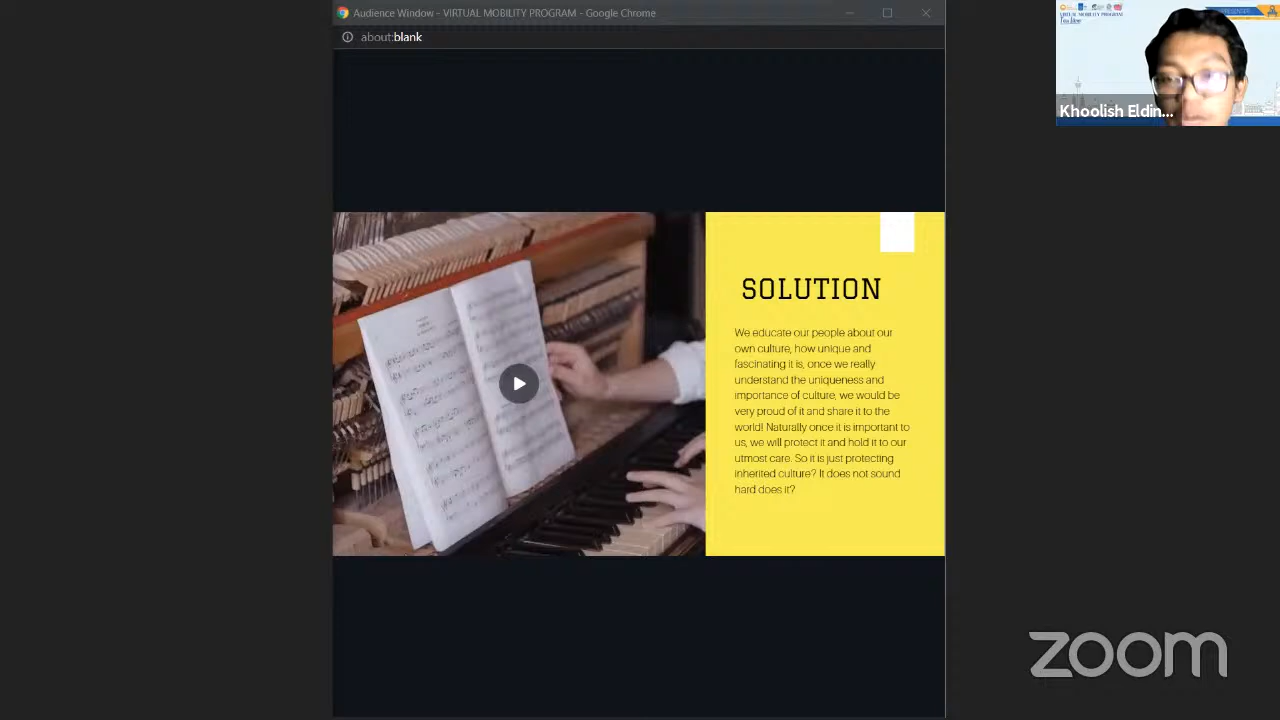 Audience Window - VIRTUAL MOBILITY PROGRAM - Google Chrome
about:blank
VIRTUAL MOBILITY PROGRAM
Khoolish Eldin...
SOLUTION
We educate our people about our
own culture, how unique and
fascinating it is, once we really
understand the uniqueness and
importance of culture, we would be
very proud of it and share it to the
world! Naturally once it is important to
us, we will protect it and hold it to our
utmost care. So it is just protecting
inherited culture? It does not sound
hard does it?
zoom